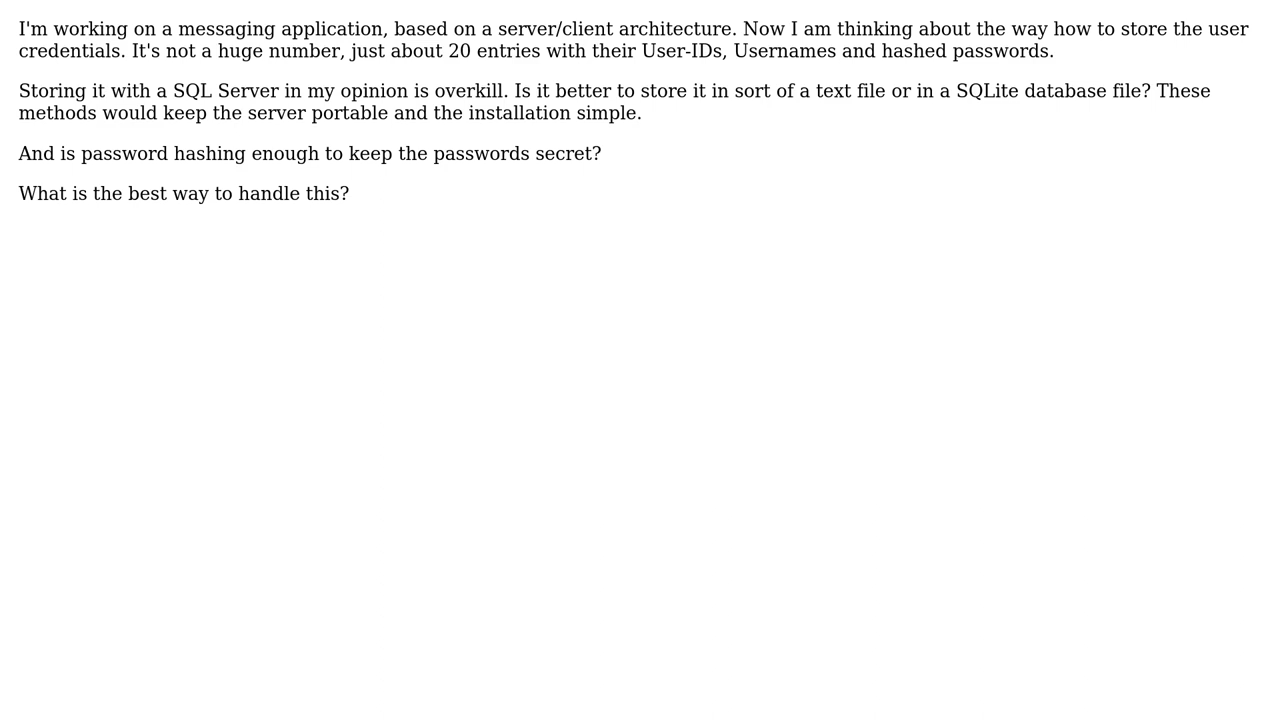 I'm working on a messaging application, based on a server/client architecture. Now I am thinking about the way how to store the user
credentials. It's not a huge number, just about 20 entries with their User-IDs, Usernames and hashed passwords.
Storing it with a SQL Server in my opinion is overkill. Is it better to store it in sort of a text file or in a SQLite database file? These
methods would keep the server portable and the installation simple.
And is password hashing enough to keep the passwords secret?
What is the best way to handle this?